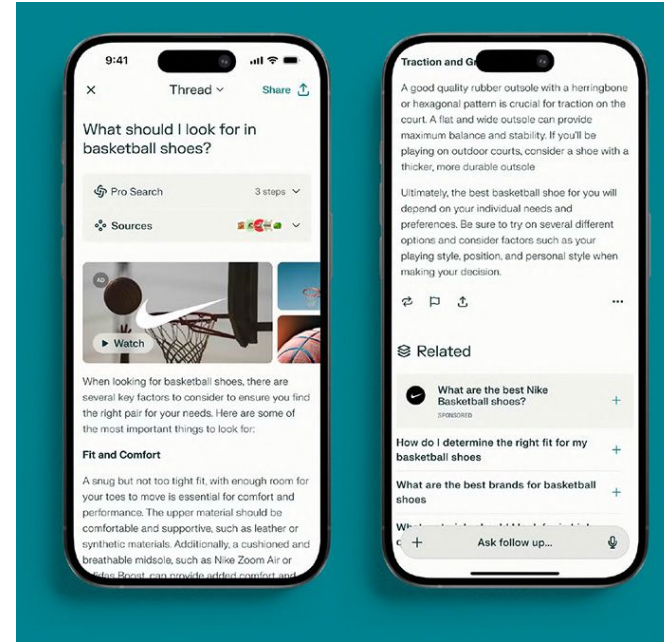 9:41
Thread
Share
What should I look for in
basketball shoes?
Pro Search
3 steps
Sources
AD
Watch
When looking for basketball shoes, there are
several key factors to consider to ensure you find
the right pair for your needs. Here are some of
the most important things to look for:
Fit and Comfort
A snug but not too tight fit, with enough room for
your toes to move is essential for comfort and
performance. The upper material should be
comfortable and supportive, such as leather or
synthetic materials. Additionally, a cushioned and
breathable midsole, such as Nike Zoom Air or
Adidas Boost, can provide added comfort and
Traction and
A good quality rubber outsole with a herringbone
or hexagonal pattern is crucial for traction on the
court. A flat and wide outsole can provide
maximum balance and stability. If you'll be
playing on outdoor courts, consider a shoe with a
thicker, more durable outsole
Ultimately, the best basketball shoe for you will
depend on your individual needs and
preferences. Be sure to try on several different
options and consider factors such as your
playing style, position, and personal style when
making your decision.
Related
What are the best Nike
Basketball shoes?
SPONSORED
How do I determine the right fit for my
basketball shoes
What are the best brands for basketball
shoes
Ask follow up...